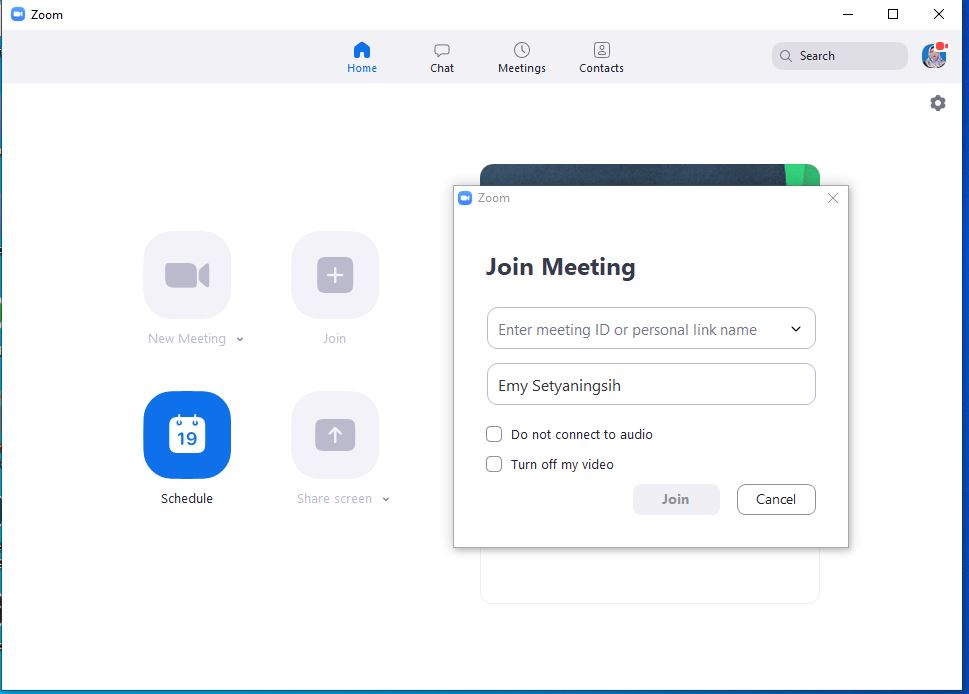 Zoom
Home
Chat
Meetings
Contacts
Search
New Meeting
Join
19
Schedule
Share screen
Zoom
Join Meeting
Enter meeting ID or personal link name
Emy Setyaningsih
Do not connect to audio
Turn off my video
Join
Cancel